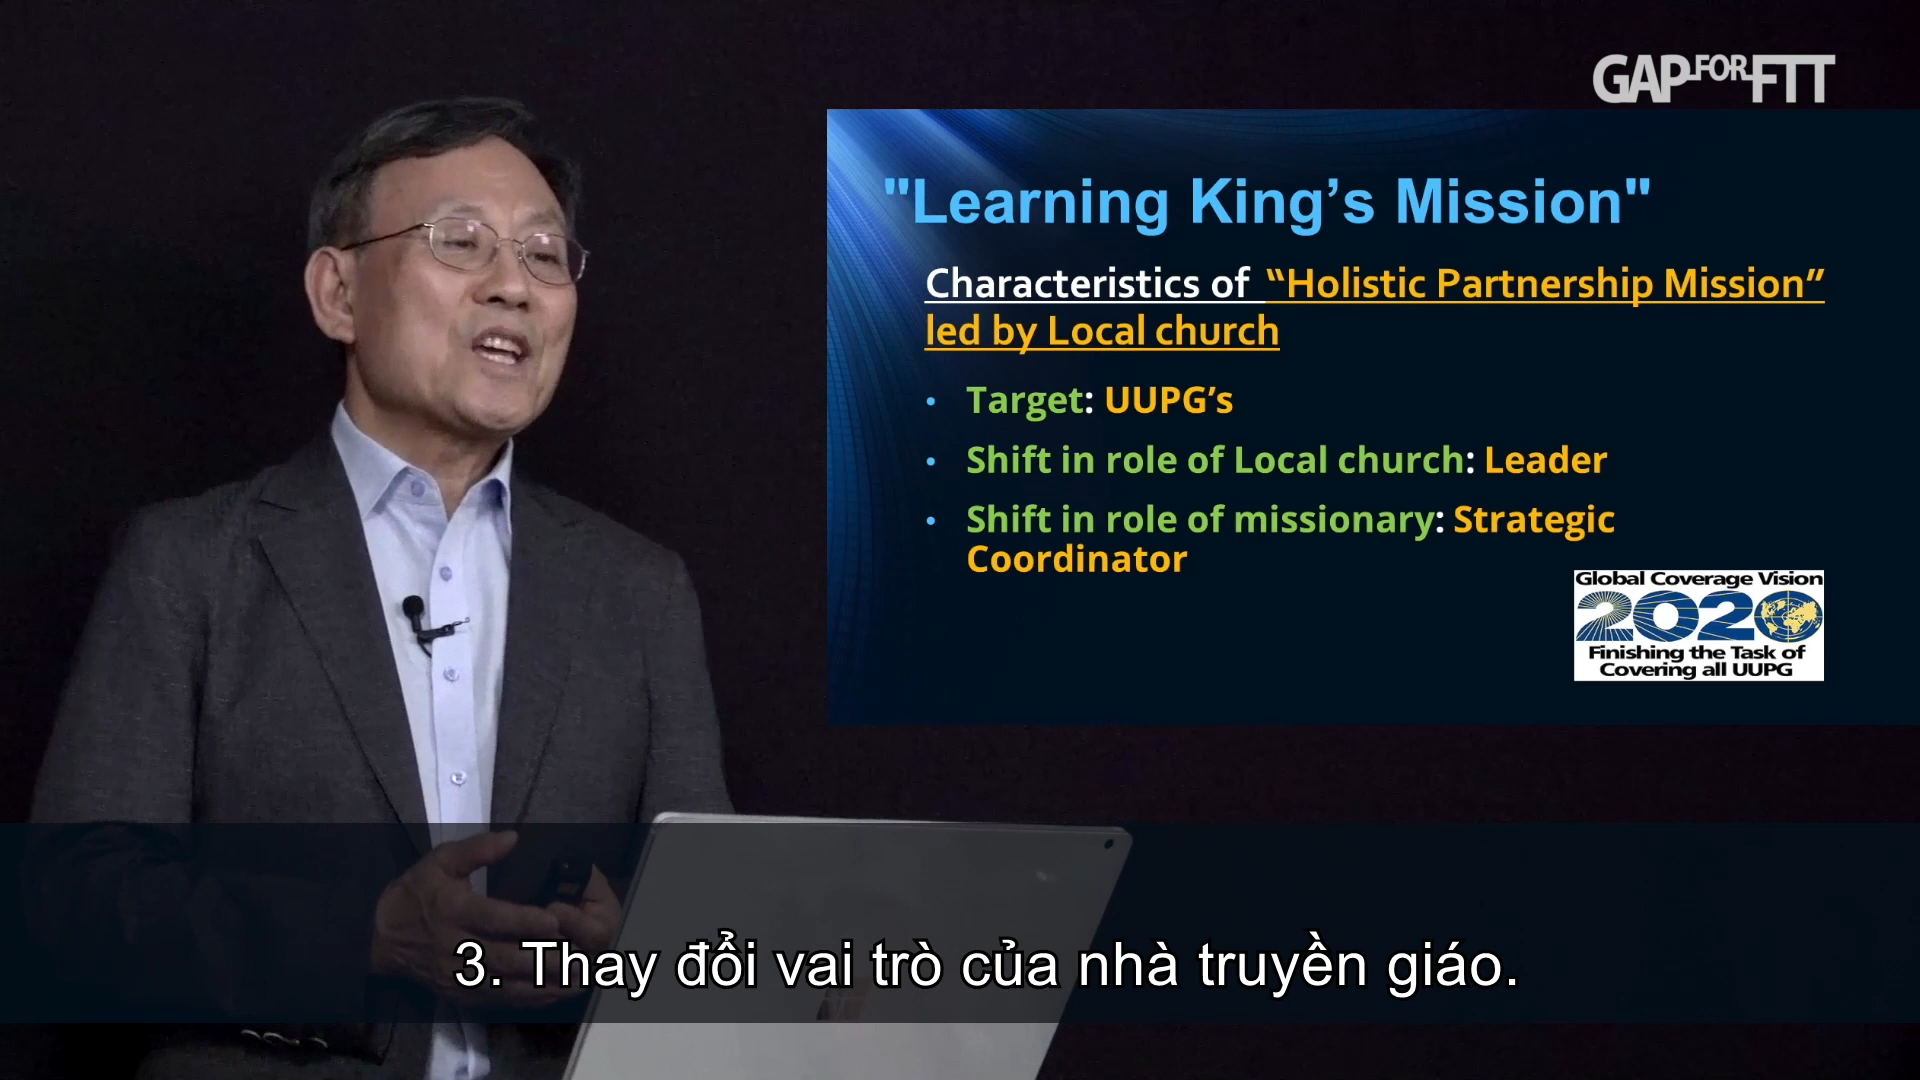 GAP FOR FTT
"Learning King’s Mission"
Characteristics of “Holistic Partnership Mission”
led by Local church
• Target: UUPG’s
• Shift in role of Local church: Leader
• Shift in role of missionary: Strategic
Coordinator
Global Coverage Vision
2020
Finishing the Task of
Covering all UUPG
3. Thay đổi vai trò của nhà truyền giáo.